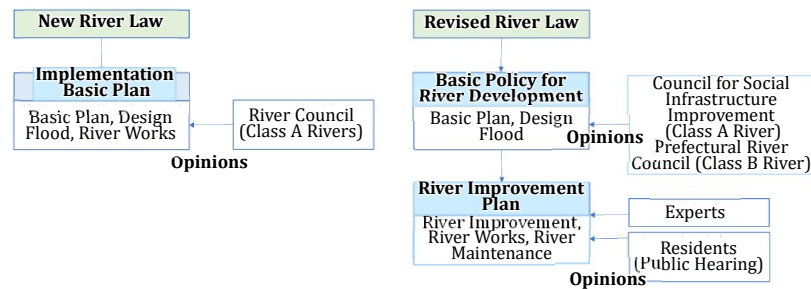 New River Law
Implementation
Basic Plan
Basic Plan, Design
Flood, River Works
River Council
(Class A Rivers)
Opinions
Revised River Law
Basic Policy for
River Development
Basic Plan, Design
Flood
Opinions
Council for Social
Infrastructure
Improvement
(Class A River)
Prefectural River
Council (Class B River)
River Improvement
Plan
River Improvement,
River Works, River
Maintenance
Experts
Residents
(Public Hearing)
Opinions